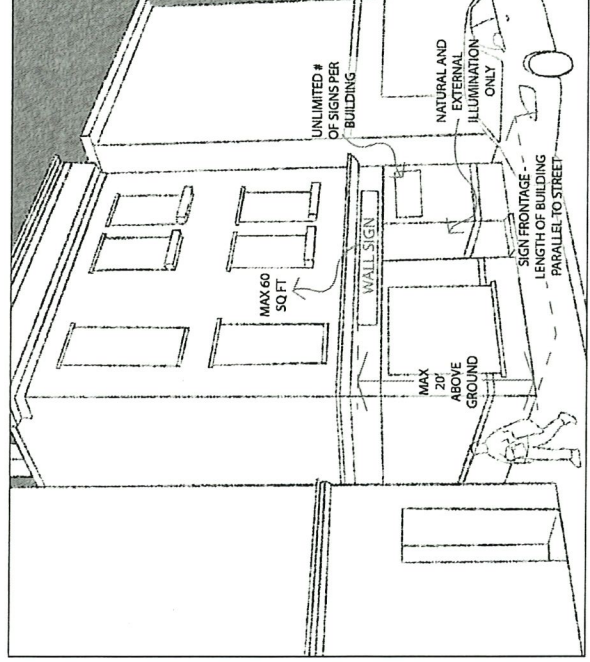 UNLIMITED #
OF SIGNS PER
BUILDING
MAX 60
SQ FT
WALL SIGN
NATURAL AND
EXTERNAL
ILLUMINATION
ONLY
MAX
20'
ABOVE
GROUND
SIGN FRONTAGE -
LENGTH OF BUILDING
PARALLEL TO STREET